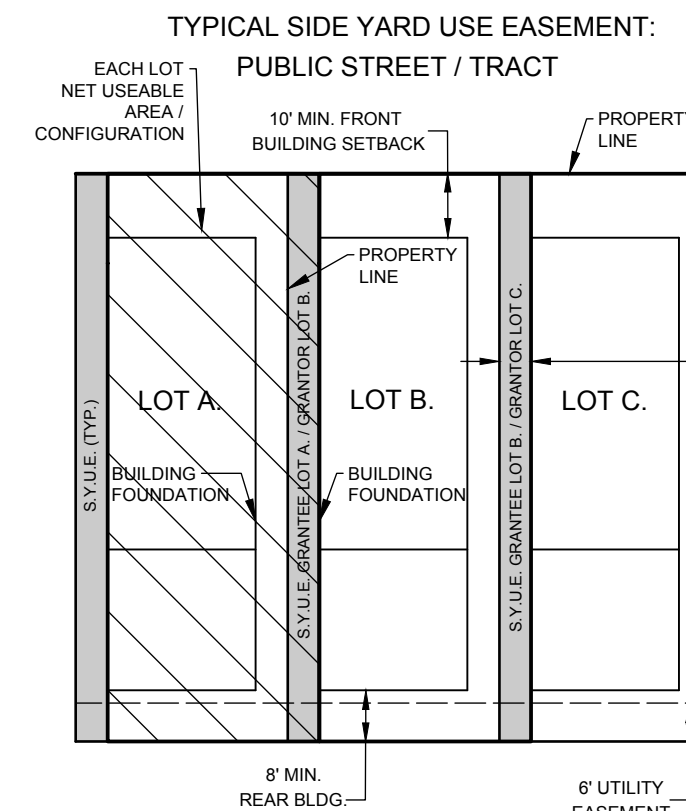 TYPICAL SIDE YARD USE EASEMENT:
PUBLIC STREET / TRACT
EACH LOT
NET USEABLE
AREA /
CONFIGURATION
10' MIN. FRONT
BUILDING SETBACK
PROPERTY
LINE
PROPERTY
LINE
S.Y.U.E. (TYP.)
LOT A.
S.Y.U.E. GRANTEE LOT A. / GRANTOR LOT B.
LOT B.
S.Y.U.E. GRANTEE LOT B. / GRANTOR LOT C.
LOT C.
BUILDING
FOUNDATION
BUILDING
FOUNDATION
8' MIN.
REAR BLDG.
6' UTILITY
EASEMENT